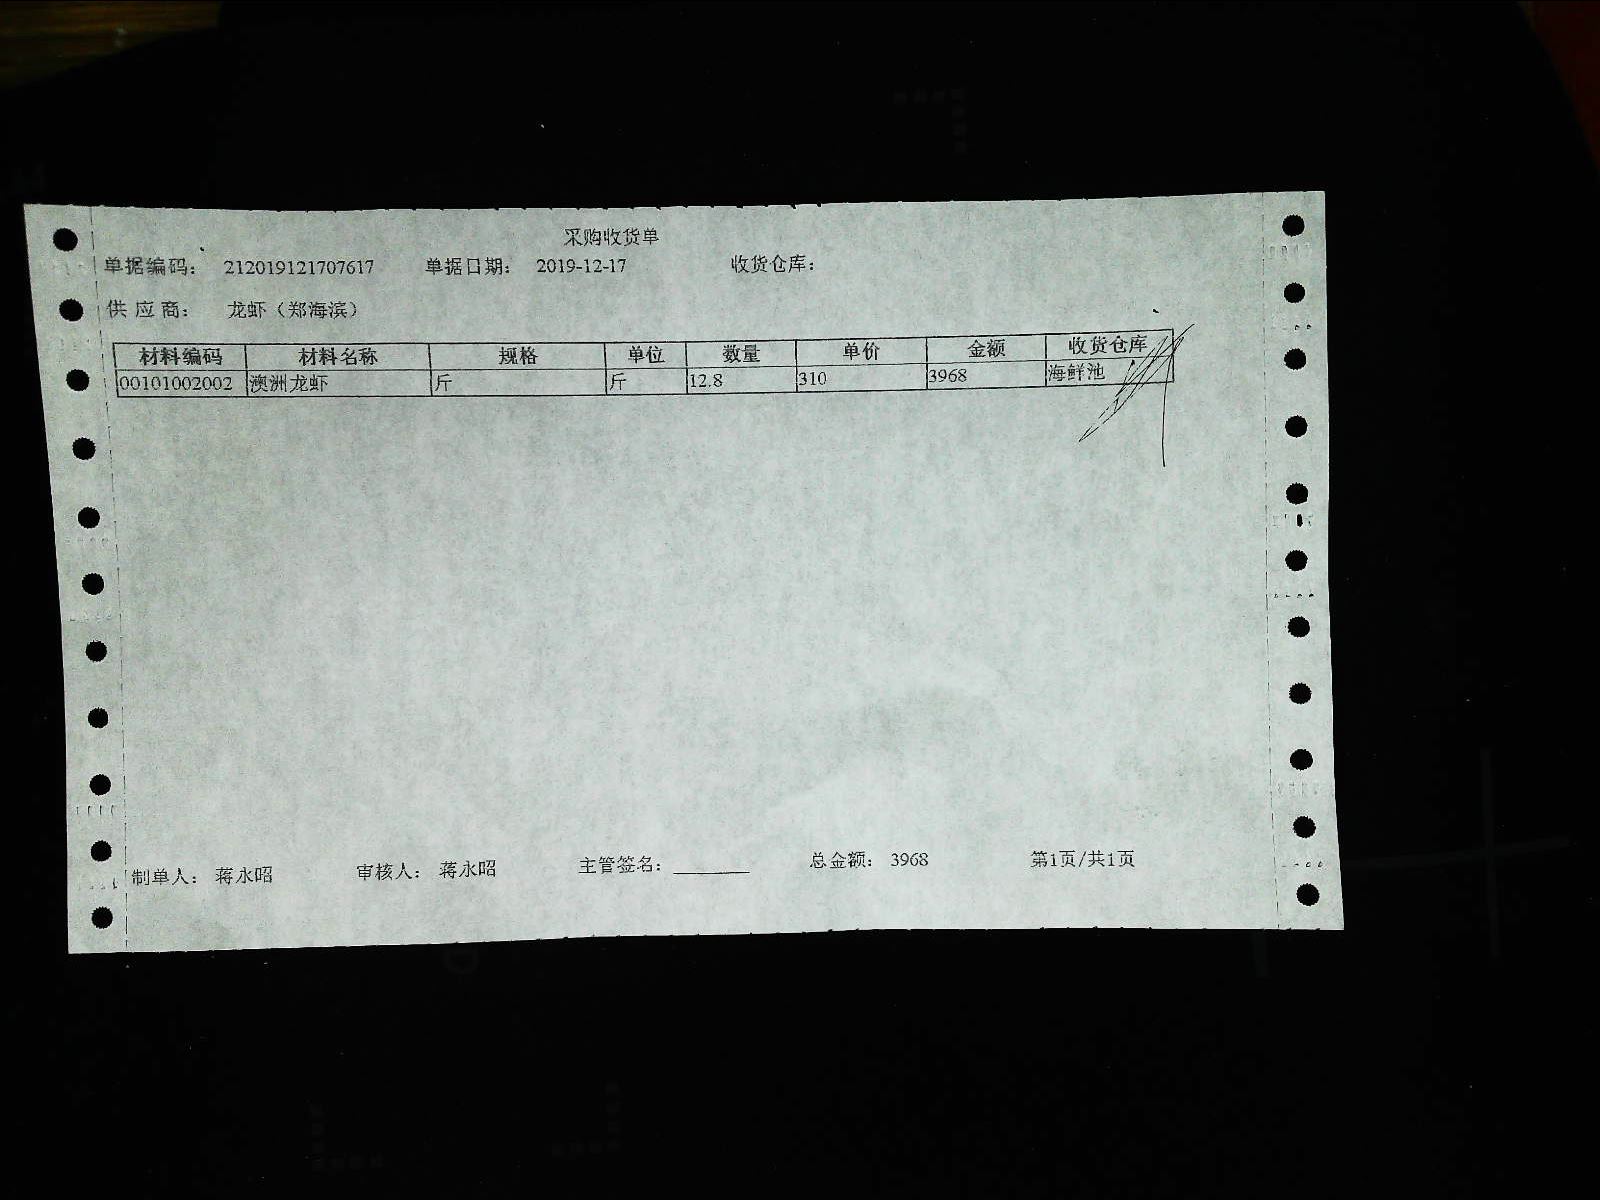 采购收货单
单据编码： 212019121707617 单据日期： 2019-12-17 收货仓库：
供应商： 龙虾（郑海滨）
材料编码 材料名称 规格 单位 数量 单价 金额 收货仓库
00101002002 澳洲龙虾 斤 斤 12.8 310 3968 海鲜池
制单人： 蒋永昭 审核人： 蒋永昭 主管签名：________ 总金额： 3968 第1页/共1页